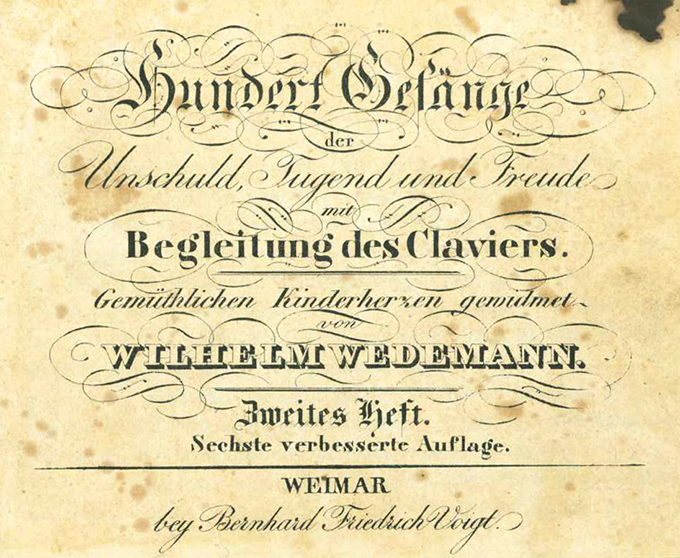 Hundert Gesänge
der
Unschuld, Tugend und Freude
mit
Begleitung des Claviers.
Gemüthlichen Kinderherzen gewidmet
von
WILHELM WEDEMANN.
Zweites Heft.
Sechste verbesserte Auflage.
WEIMAR
bey Bernhard Friedrich Voigt.